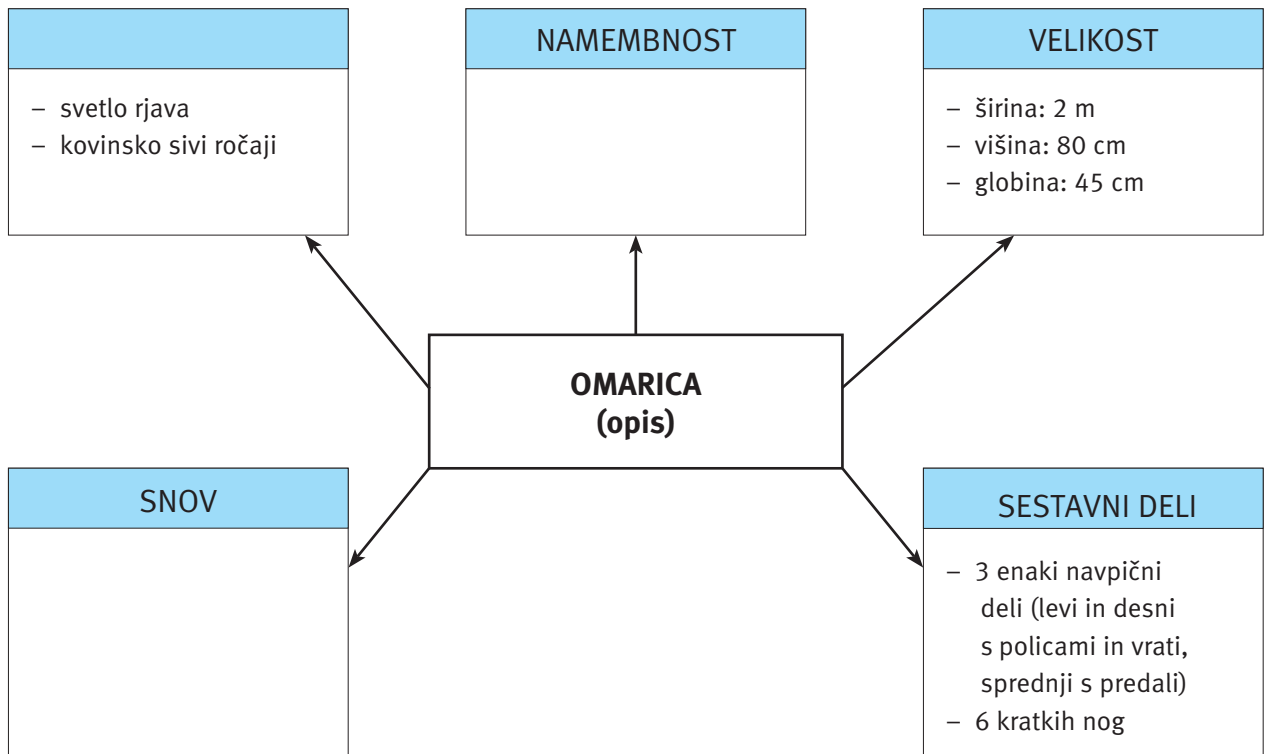 NAMEMBNOST
VELIKOST
– svetlo rjava
– kovinsko sivi ročaji
– širina: 2 m
– višina: 80 cm
– globina: 45 cm
OMARICA
(opis)
SNOV
SESTAVNI DELI
– 3 enaki navpični
deli (levi in desni
s policami in vrati,
sprednji s predali)
– 6 kratkih nog